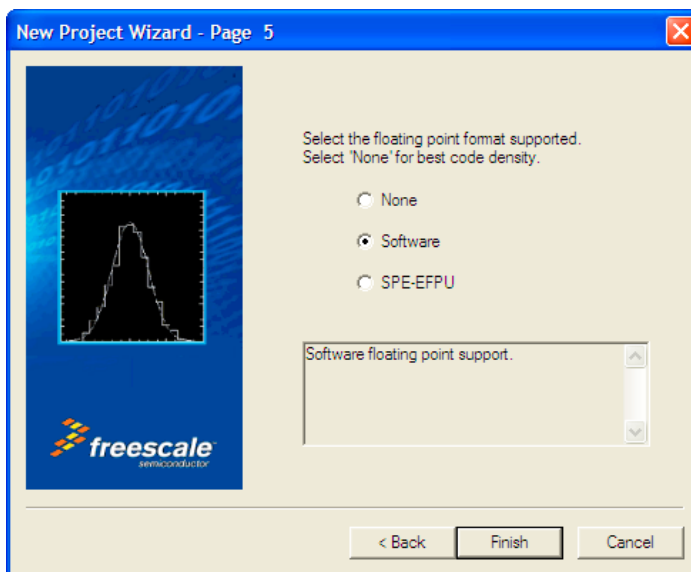 New Project Wizard - Page 5
Select the floating point format supported.
Select 'None' for best code density.
None
Software
SPE-EFPU
Software floating point support.
freescale
semiconductor
< Back
Finish
Cancel